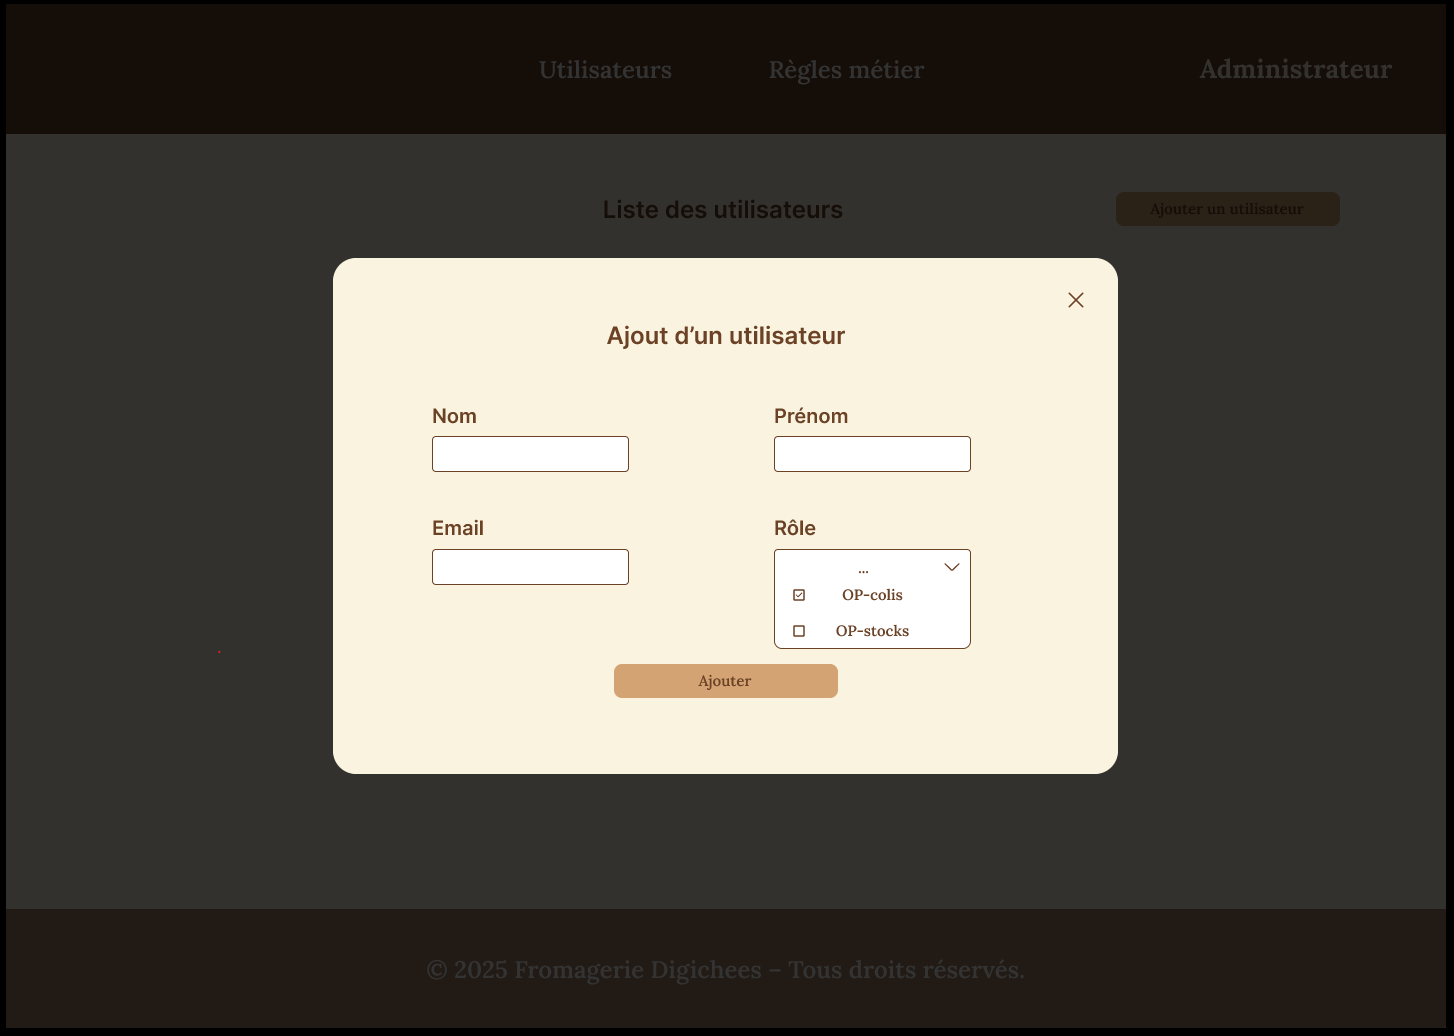 Utilisateurs
Règles métier
Administrateur
Liste des utilisateurs
Ajouter un utilisateur
Ajout d’un utilisateur
Nom
Prénom
Email
Rôle
...
OP-colis
OP-stocks
Ajouter
© 2025 Fromagerie Digichees – Tous droits réservés.